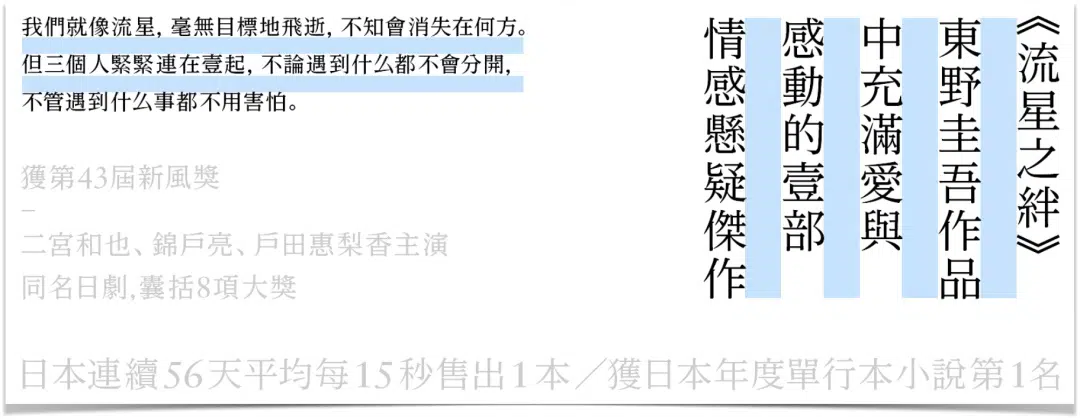 我們就像流星，毫無目標地飛逝，不知會消失在何方。
但三個人緊緊連在壹起，不論遇到什么都不會分開，
不管遇到什么事都不用害怕。
獲第43屆新風獎
–
二宮和也、錦戶亮、戶田惠梨香主演
同名日劇,囊括8項大獎
《流星之絆》
東野圭吾作品
中充滿愛與
感動的壹部
情感懸疑傑作
日本連續56天平均每15秒售出1本／獲日本年度單行本小說第1名